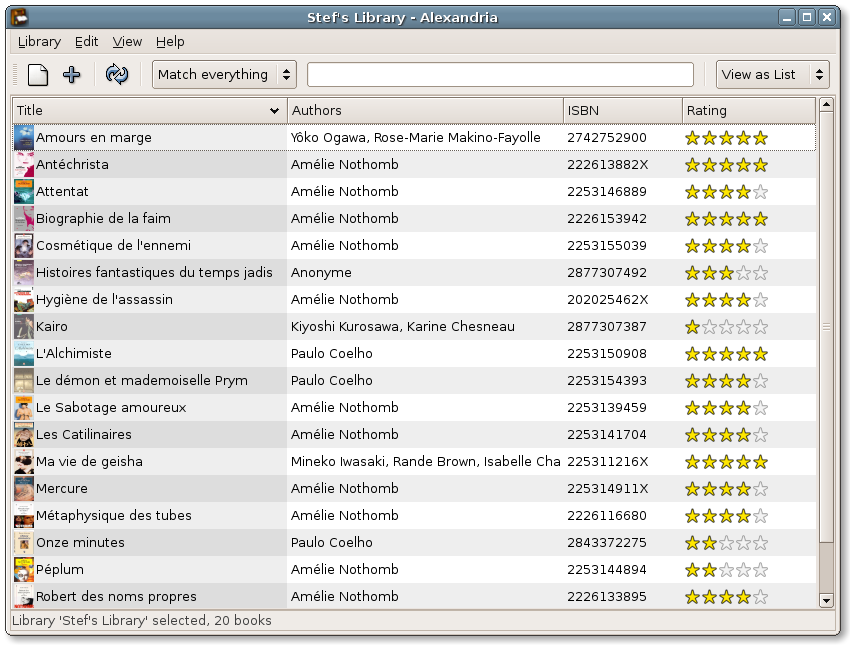 Stef's Library - Alexandria
Library Edit View Help
Match everything View as List
Title Authors ISBN Rating
Amours en marge Yôko Ogawa, Rose-Marie Makino-Fayolle 2742752900
Antéchrista Amélie Nothomb 222613882X
Attentat Amélie Nothomb 2253146889
Biographie de la faim Amélie Nothomb 2226153942
Cosmétique de l'ennemi Amélie Nothomb 2253155039
Histoires fantastiques du temps jadis Anonyme 2877307492
Hygiène de l'assassin Amélie Nothomb 202025462X
Kairo Kiyoshi Kurosawa, Karine Chesneau 2877307387
L'Alchimiste Paulo Coelho 2253150908
Le démon et mademoiselle Prym Paulo Coelho 2253154393
Le Sabotage amoureux Amélie Nothomb 2253139459
Les Catilinaires Amélie Nothomb 2253141704
Ma vie de geisha Mineko Iwasaki, Rande Brown, Isabelle Cha 225311216X
Mercure Amélie Nothomb 225314911X
Métaphysique des tubes Amélie Nothomb 2226116680
Onze minutes Paulo Coelho 2843372275
Péplum Amélie Nothomb 2253144894
Robert des noms propres Amélie Nothomb 2226133895
Library 'Stef's Library' selected, 20 books